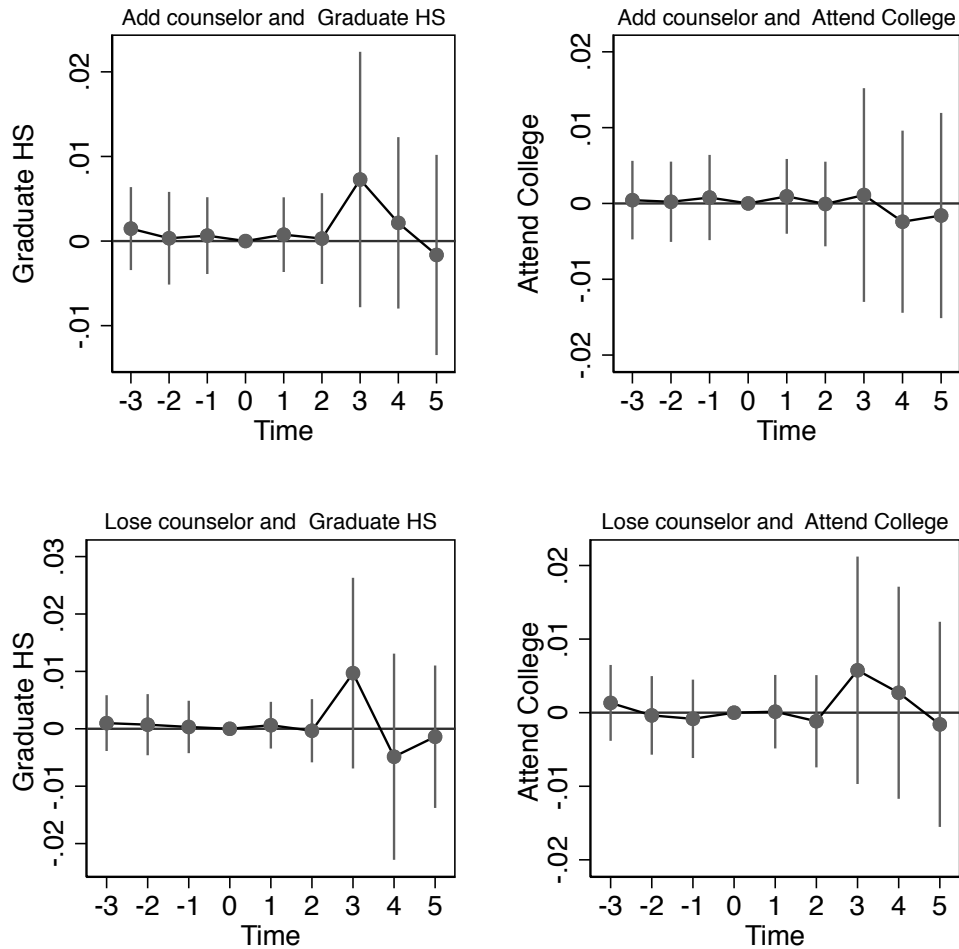 Add counselor and  Graduate HS
Graduate HS
.02
.01
0
-.01
-3 -2 -1 0 1 2 3 4 5
Time
Add counselor and  Attend College
Attend College
.02
.01
0
-.01
-.02
-3 -2 -1 0 1 2 3 4 5
Time
Lose counselor and  Graduate HS
Graduate HS
.03
.02
.01
0
-.01
-.02
-3 -2 -1 0 1 2 3 4 5
Time
Lose counselor and  Attend College
Attend College
.02
.01
0
-.01
-.02
-3 -2 -1 0 1 2 3 4 5
Time